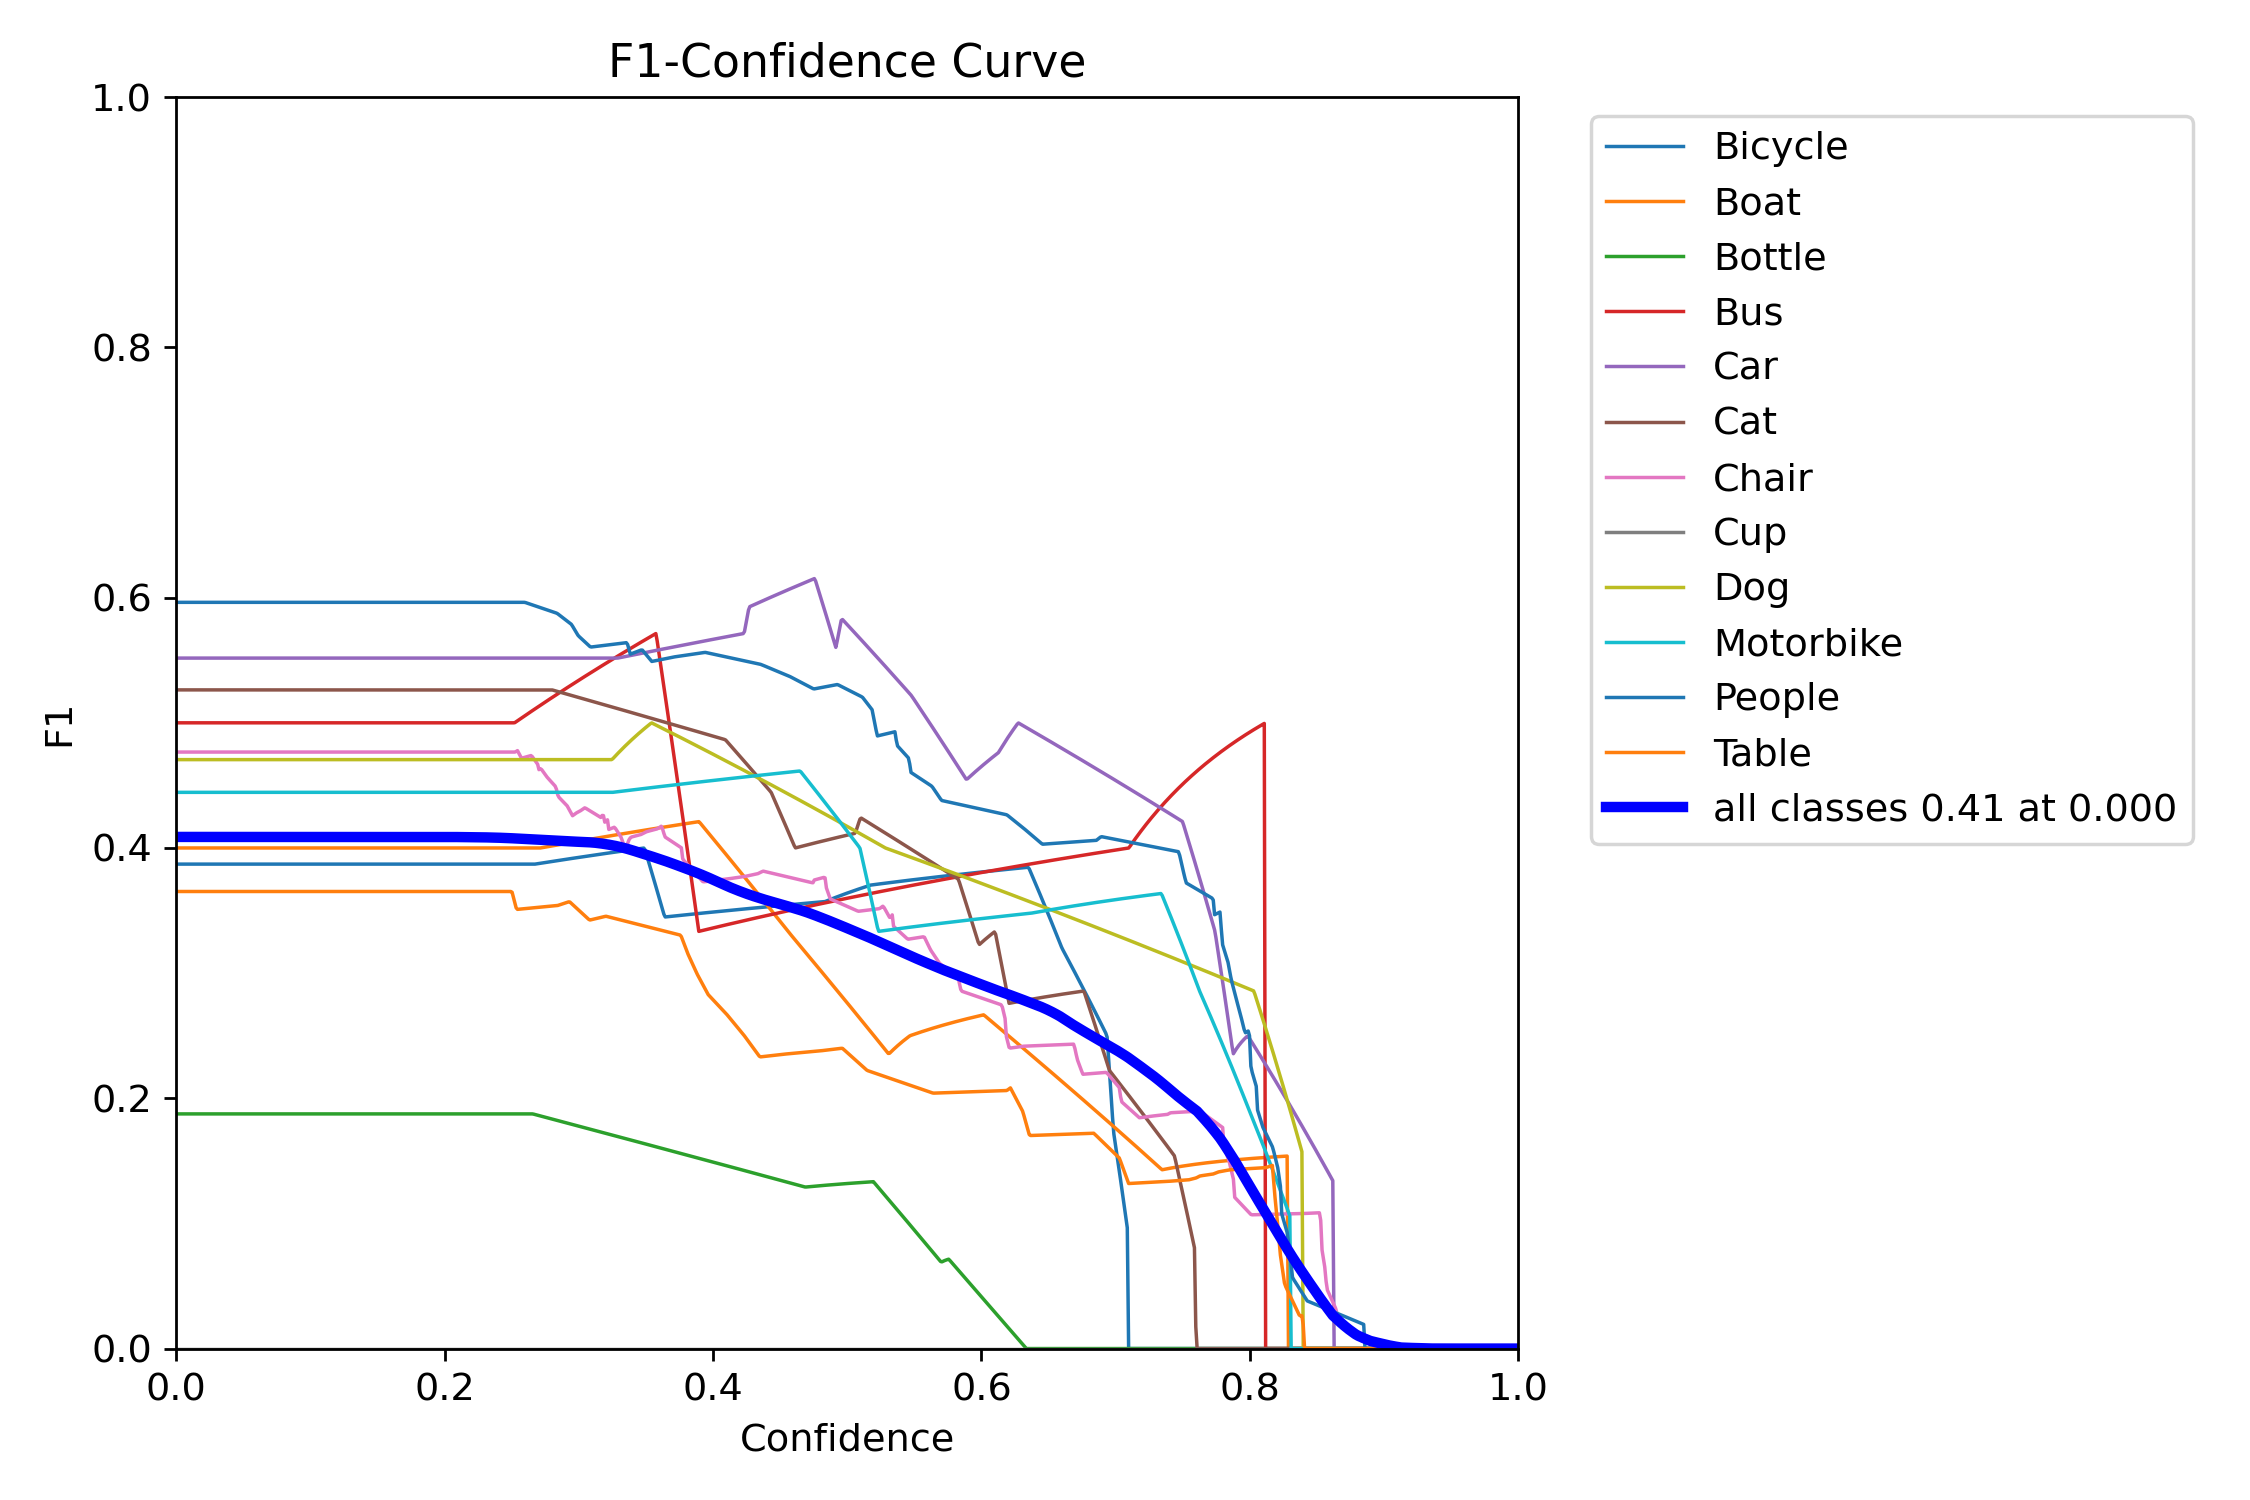 F1-Confidence Curve
1.0
0.8
0.6
0.4
0.2
0.0
F1
0.0 0.2 0.4 0.6 0.8 1.0
Confidence
Bicycle
Boat
Bottle
Bus
Car
Cat
Chair
Cup
Dog
Motorbike
People
Table
all classes 0.41 at 0.000